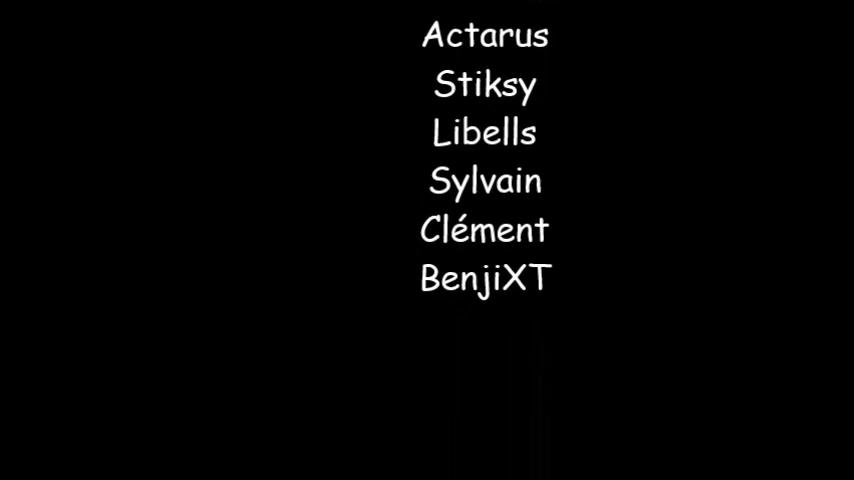 Actarus
Stiksy
Libells
Sylvain
Clément
BenjiXT